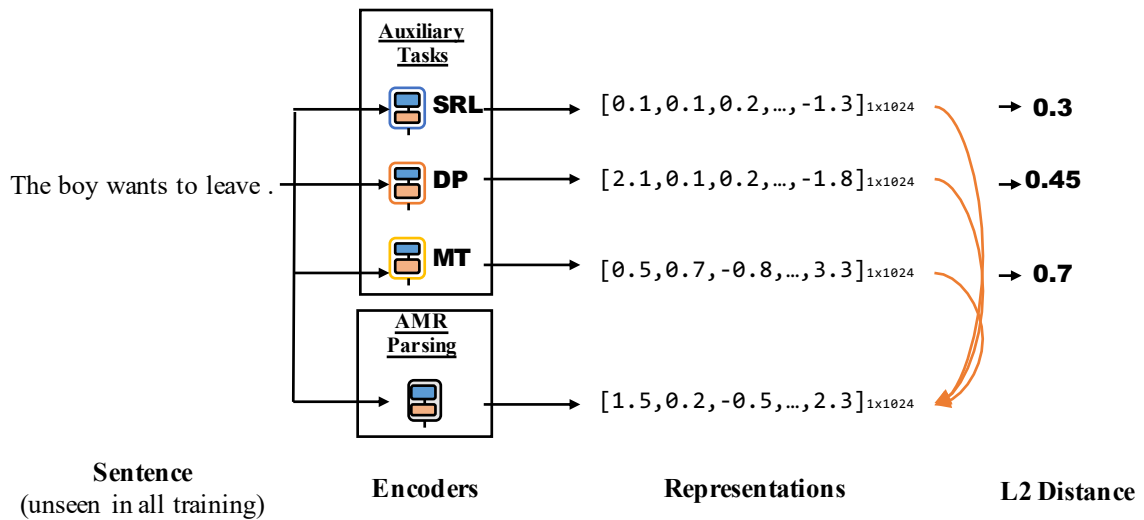 Auxiliary
Tasks
SRL
[0.1,0.1,0.2,…,-1.3]1x1024
0.3
The boy wants to leave .
DP
[2.1,0.1,0.2,…,-1.8]1x1024
0.45
MT
[0.5,0.7,-0.8,…,3.3]1x1024
0.7
AMR
Parsing
[1.5,0.2,-0.5,…,2.3]1x1024
Sentence
(unseen in all training)
Encoders
Representations
L2 Distance